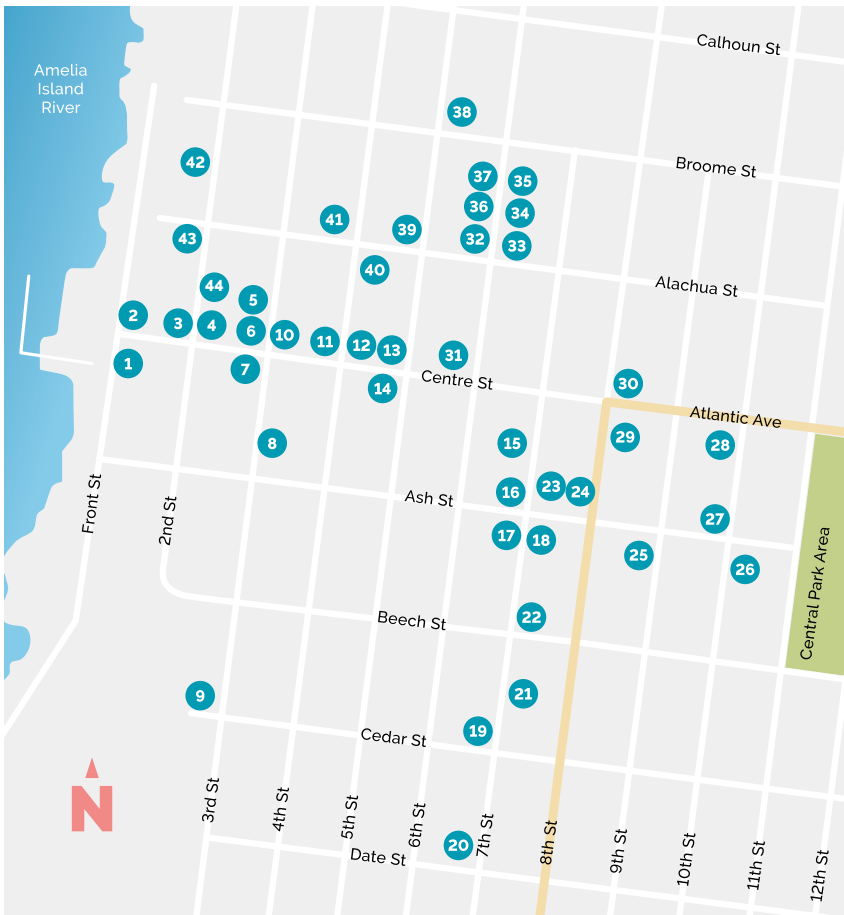 Calhoun St
Amelia
Island
River
38
42
Broome St
37
35
36
34
41
39
32
33
43
40
44
Alachua St
5
2
3
4
6
10
11
12
13
31
1
7
14
Centre St
30
Atlantic Ave
29
28
15
8
Front St
2nd St
Ash St
16
23
24
27
17
18
25
26
Central Park Area
Beech St
22
9
21
19
Cedar St
N
3rd St
4th St
5th St
6th St
7th St
8th St
9th St
10th St
11th St
12th St
20
Date St